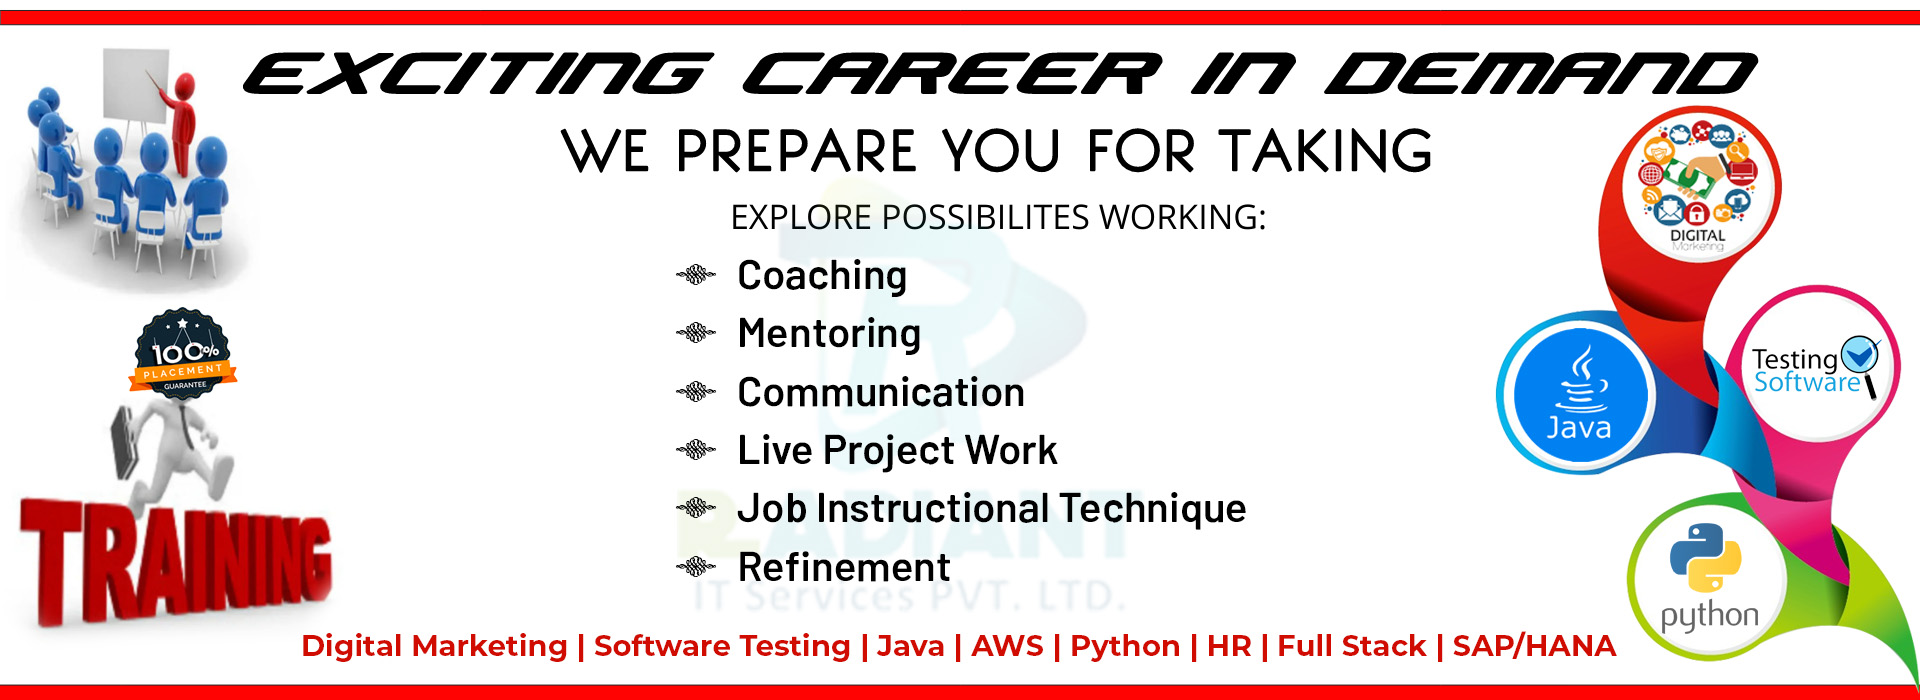 EXCITING CAREER IN DEMAND
WE PREPARE YOU FOR TAKING
EXPLORE POSSIBILITES WORKING:
Coaching
Mentoring
Communication
Live Project Work
Job Instructional Technique
Refinement
RADIANT
IT Services PVT. LTD.
100%
PLACEMENT
GUARANTEE
TRAINING
DIGITAL
Marketing
Testing
Software
Java
python
Digital Marketing | Software Testing | Java | AWS | Python | HR | Full Stack | SAP/HANA